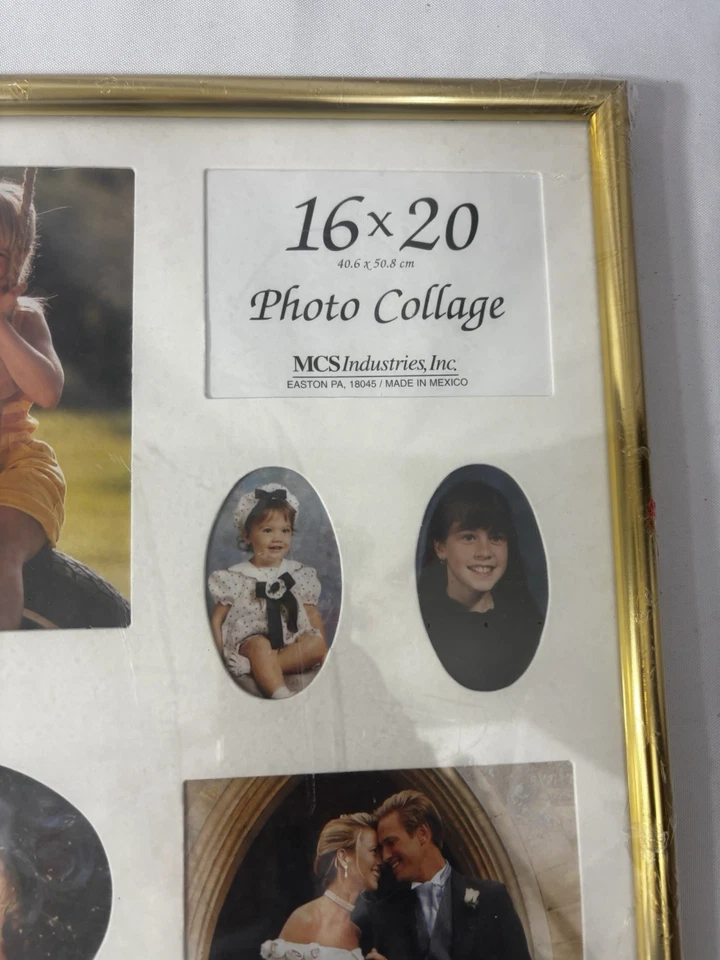 16 x 20
40.6 x 50.8 cm
Photo Collage
MCS Industries, Inc.
EASTON PA, 18045 / MADE IN MEXICO